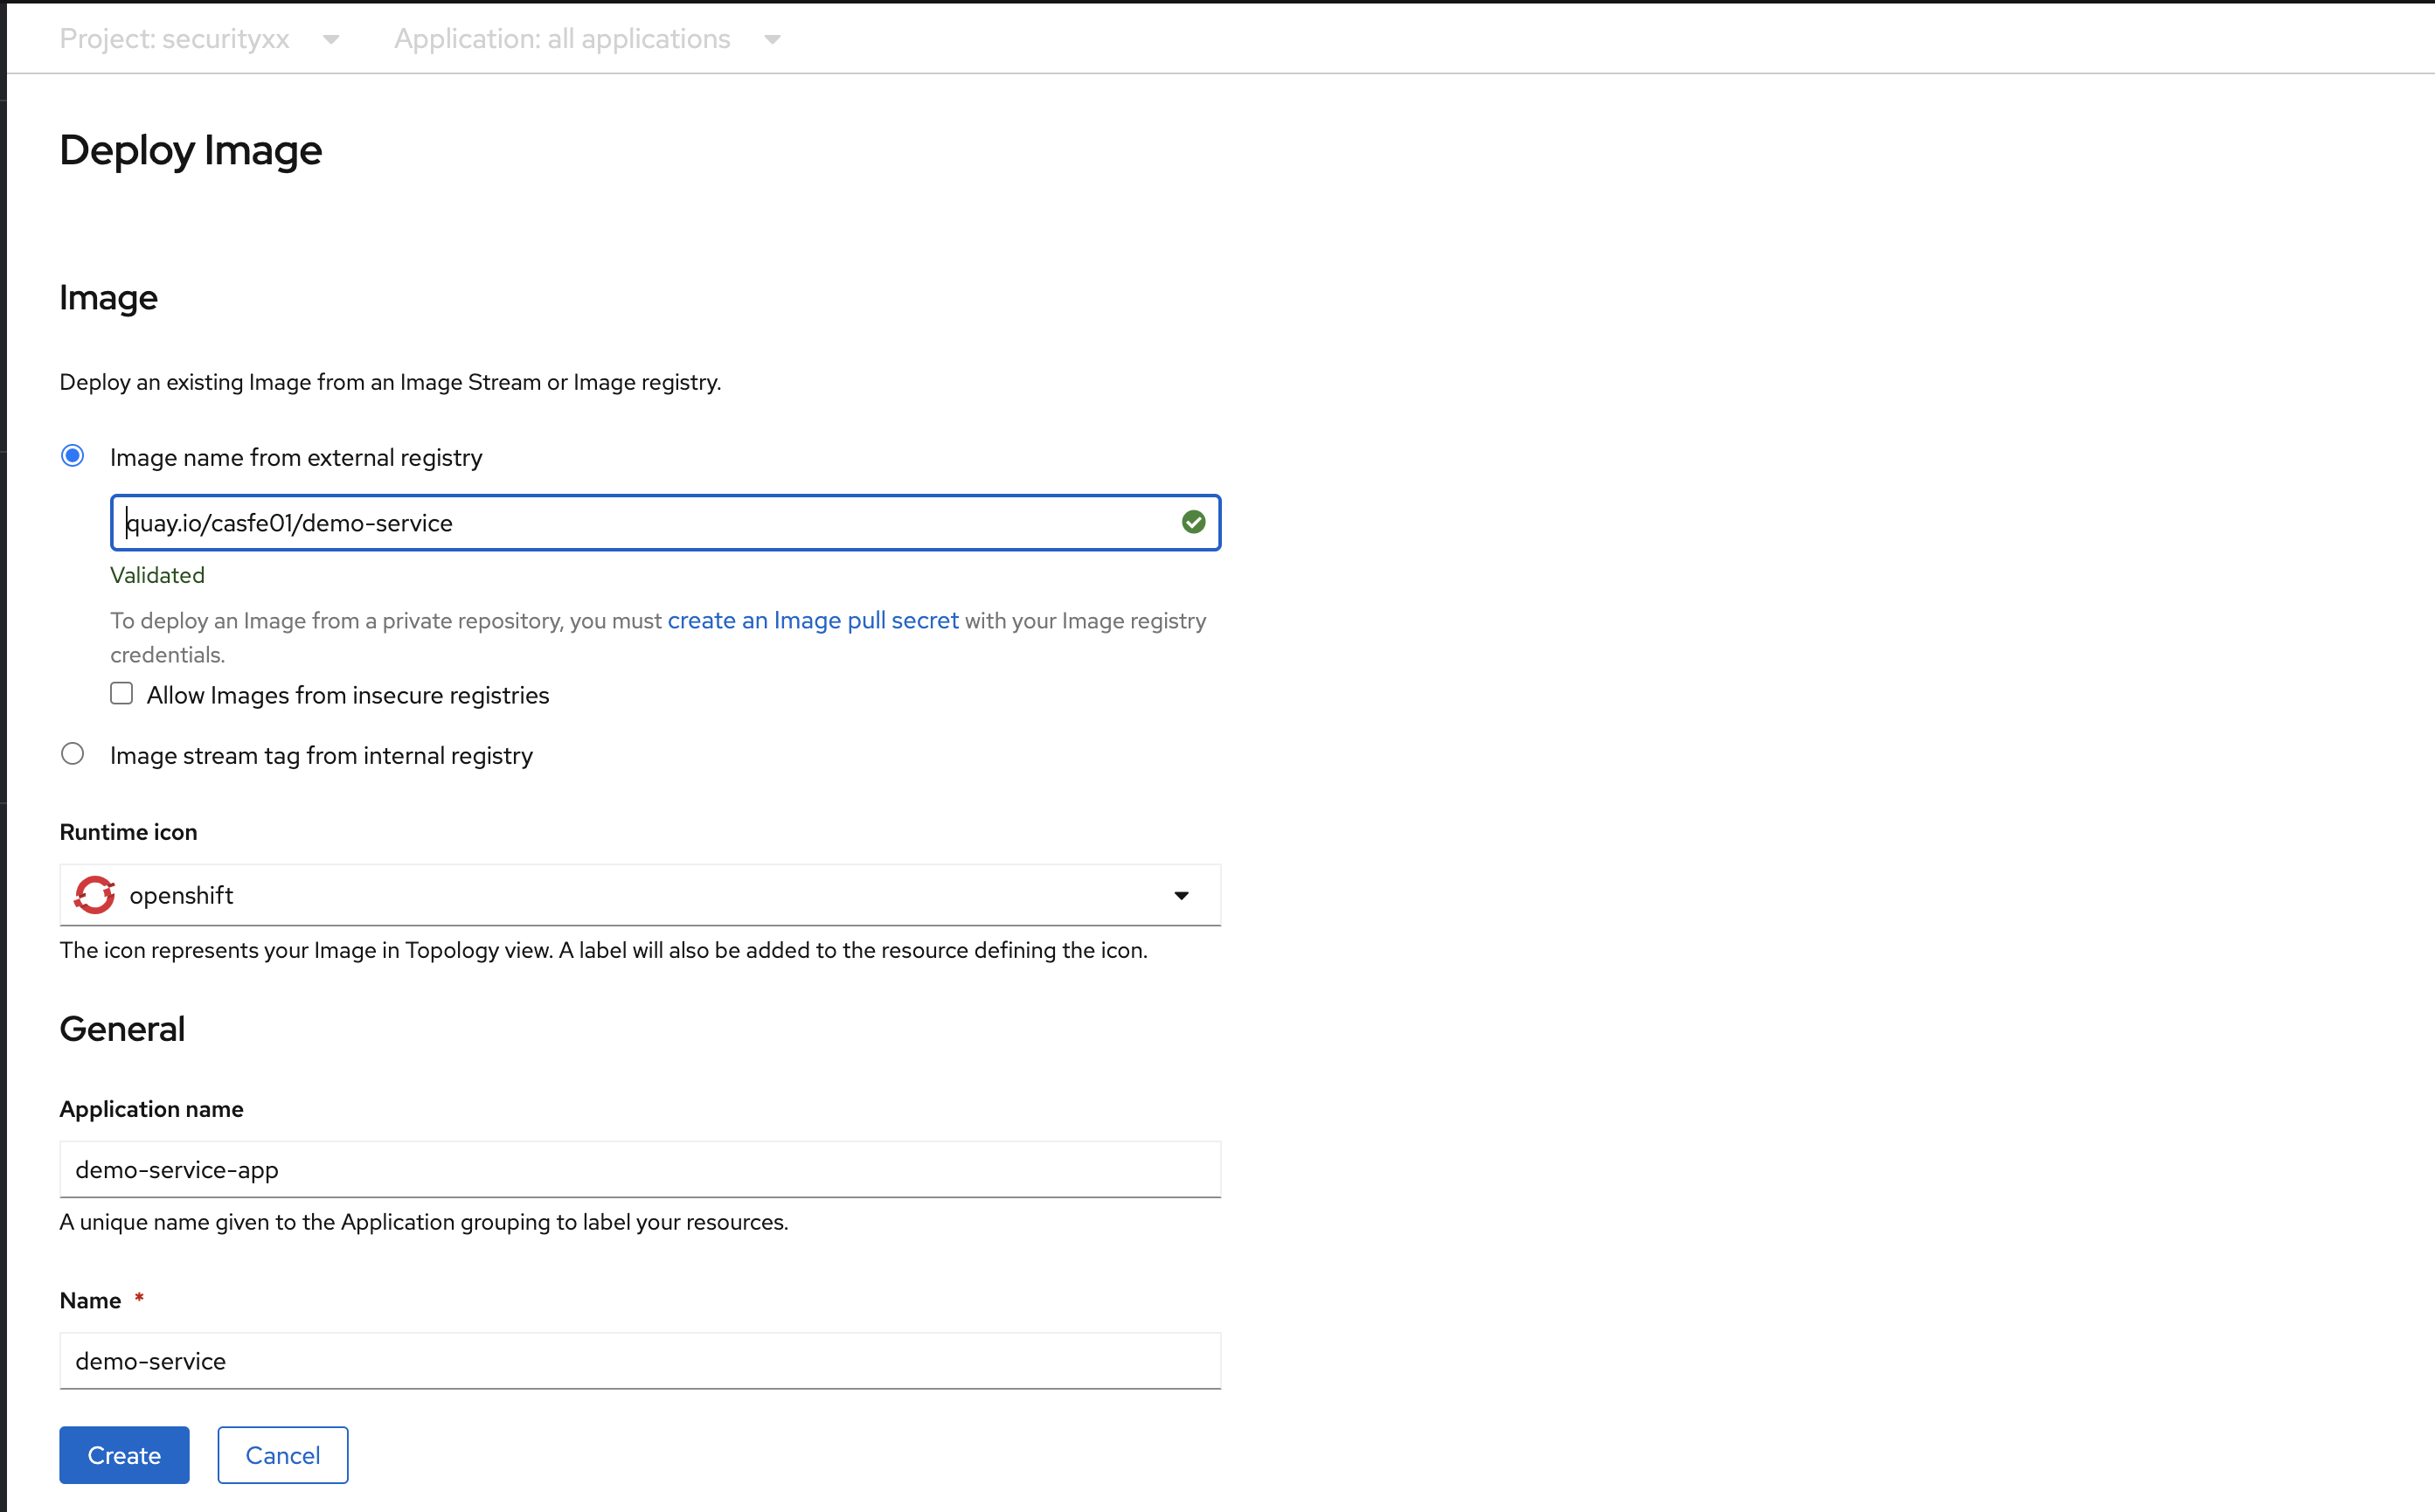 Project: securityxx Application: all applications
Deploy Image
Image
Deploy an existing Image from an Image Stream or Image registry.
Image name from external registry
quay.io/casfe01/demo-service
Validated
To deploy an Image from a private repository, you must create an Image pull secret with your Image registry
credentials.
Allow Images from insecure registries
Image stream tag from internal registry
Runtime icon
openshift
The icon represents your Image in Topology view. A label will also be added to the resource defining the icon.
General
Application name
demo-service-app
A unique name given to the Application grouping to label your resources.
Name *
demo-service
Create Cancel